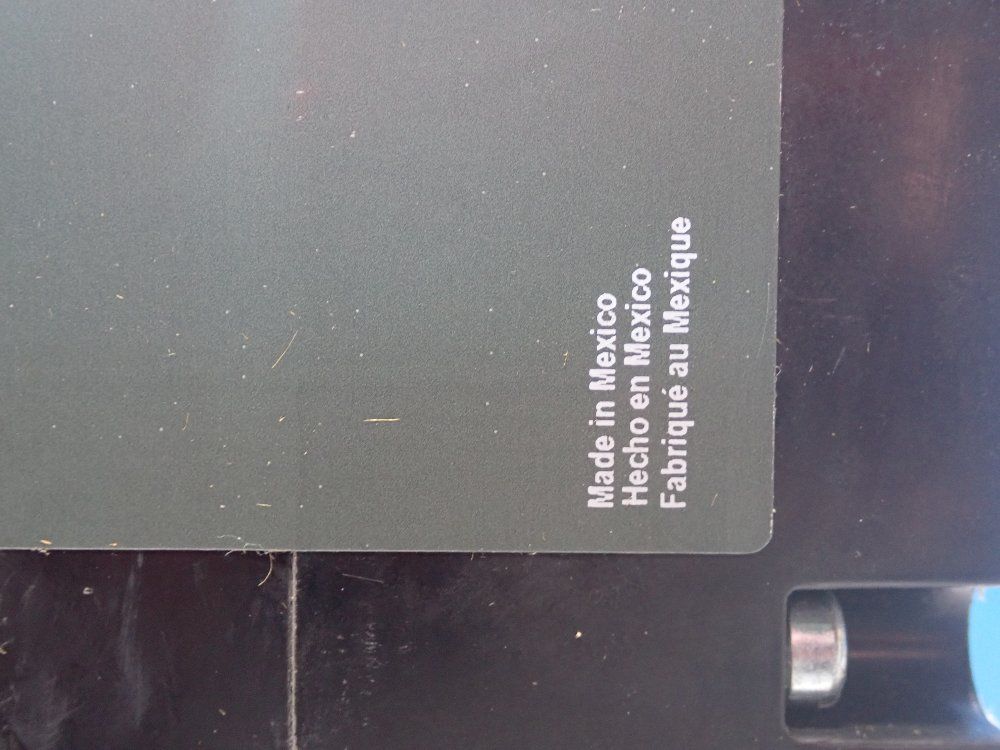 Made in Mexico
Hecho en Mexico
Fabriqué au Mexique